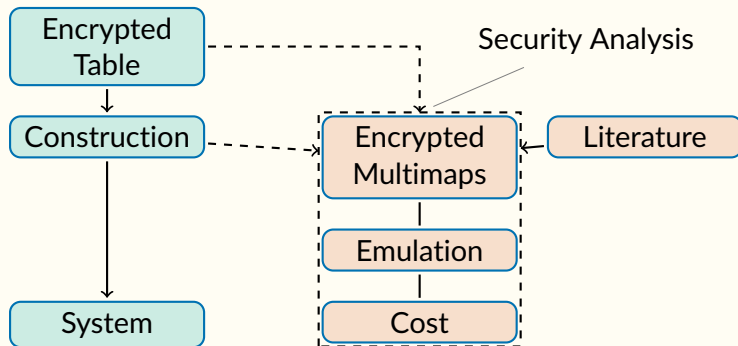 Encrypted
Table
Security Analysis
Construction
Encrypted
Multimaps
Literature
Emulation
System
Cost